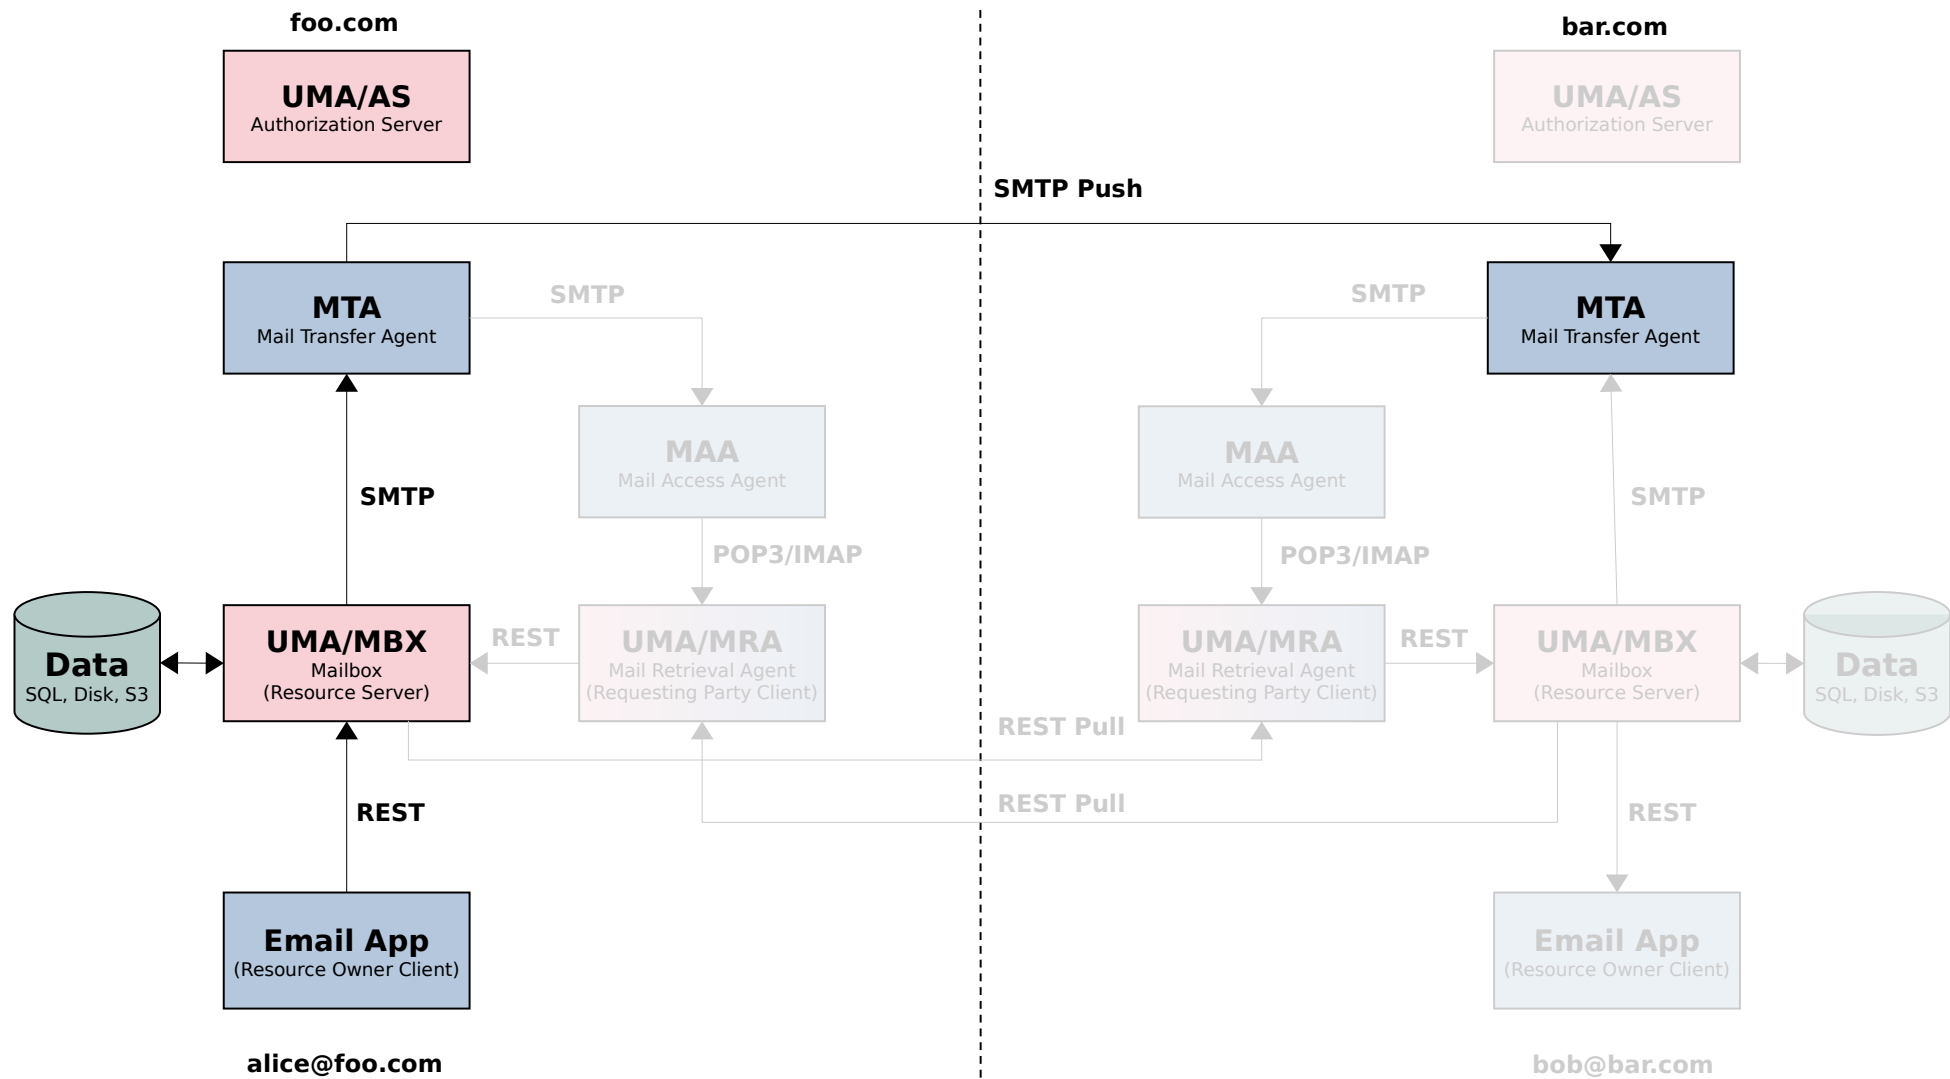 foo.com
bar.com
UMA/AS
Authorization Server
UMA/AS
Authorization Server
SMTP Push
MTA
Mail Transfer Agent
SMTP
SMTP
MTA
Mail Transfer Agent
MAA
Mail Access Agent
MAA
Mail Access Agent
SMTP
SMTP
POP3/IMAP
POP3/IMAP
Data
SQL, Disk, S3
UMA/MBX
Mailbox
(Resource Server)
REST
UMA/MRA
Mail Retrieval Agent
(Requesting Party Client)
UMA/MRA
Mail Retrieval Agent
(Requesting Party Client)
REST
UMA/MBX
Mailbox
(Resource Server)
Data
SQL, Disk, S3
REST Pull
REST Pull
REST
REST
Email App
(Resource Owner Client)
Email App
(Resource Owner Client)
alice@foo.com
bob@bar.com